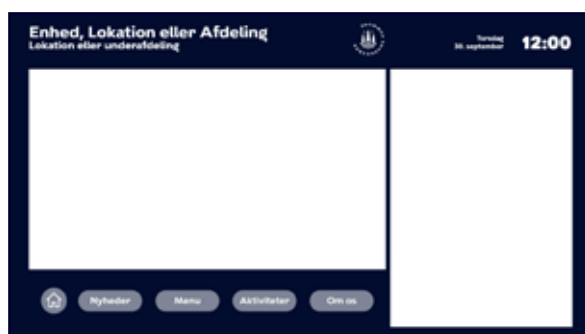 Enhed, Lokation eller Afdeling
Lokation eller underafdeling
Torsdag
30. september
12:00
Nyheder
Menu
Aktiviteter
Om os